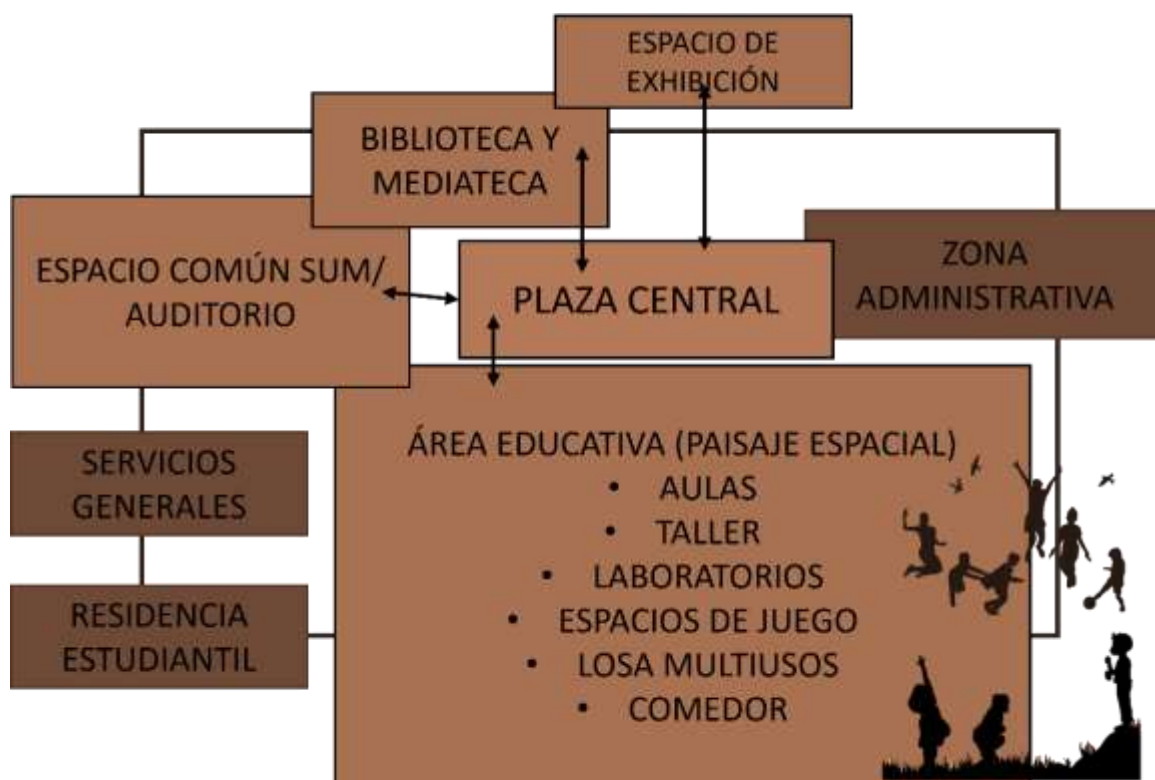 ESPACIO DE
EXHIBICIÓN
BIBLIOTECA Y
MEDIATECA
ESPACIO COMÚN SUM/
AUDITORIO
PLAZA CENTRAL
ZONA
ADMINISTRATIVA
SERVICIOS
GENERALES
RESIDENCIA
ESTUDIANTIL
ÁREA EDUCATIVA (PAISAJE ESPACIAL)
• AULAS
• TALLER
• LABORATORIOS
• ESPACIOS DE JUEGO
• LOSA MULTIUSOS
• COMEDOR